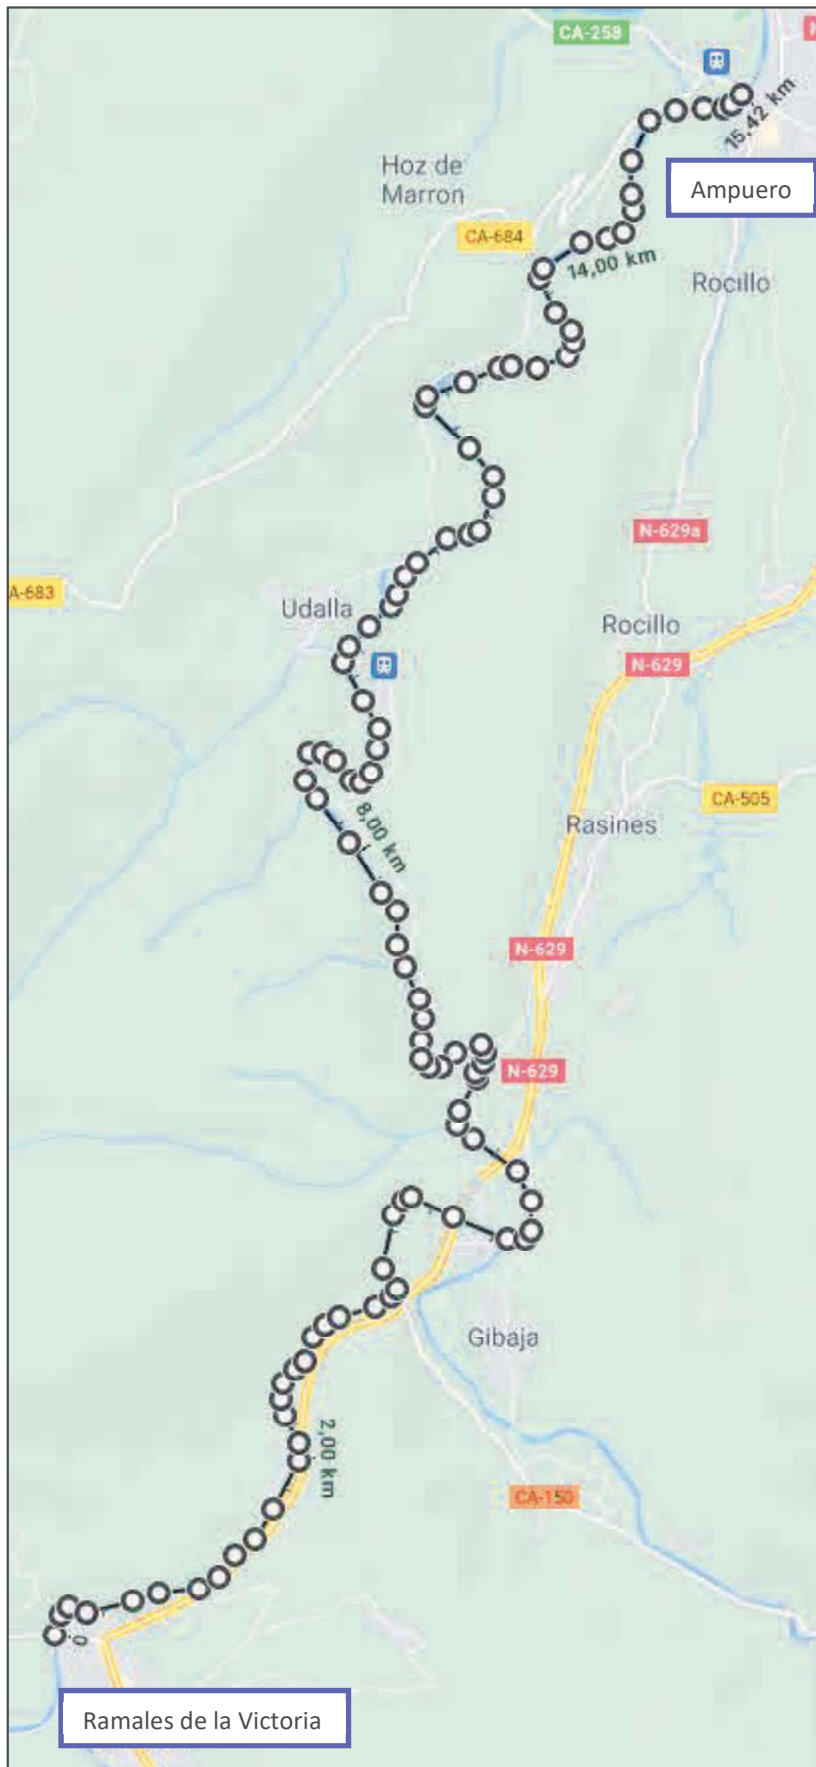 CA-258
N
15,42 km
Hoz de
Marron
Ampuero
CA-684
14,00 km
Rocillo
N-629a
A-683
Udalla
Rocillo
N-629
8,00 km
CA-505
Rasines
N-629
N-629
Gibaja
2,00 km
CA-150
0
Ramales de la Victoria